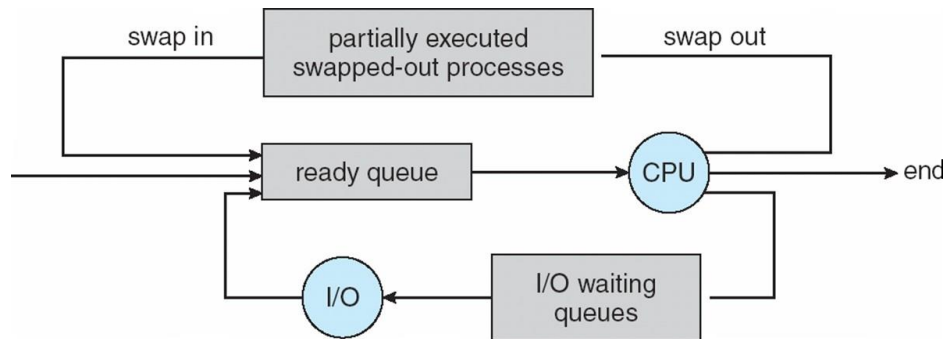 swap in
partially executed
swapped-out processes
swap out
ready queue
CPU
end
I/O
I/O waiting
queues